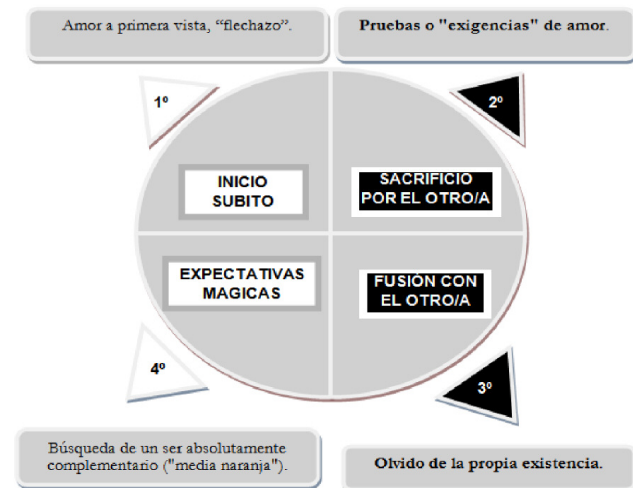 Amor a primera vista, “flechazo”.
Pruebas o "exigencias" de amor.
1º
2º
INICIO
SUBITO
SACRIFICIO
POR EL OTRO/A
EXPECTATIVAS
MAGICAS
FUSIÓN CON
EL OTRO/A
4º
3º
Búsqueda de un ser absolutamente
complementario ("media naranja").
Olvido de la propia existencia.